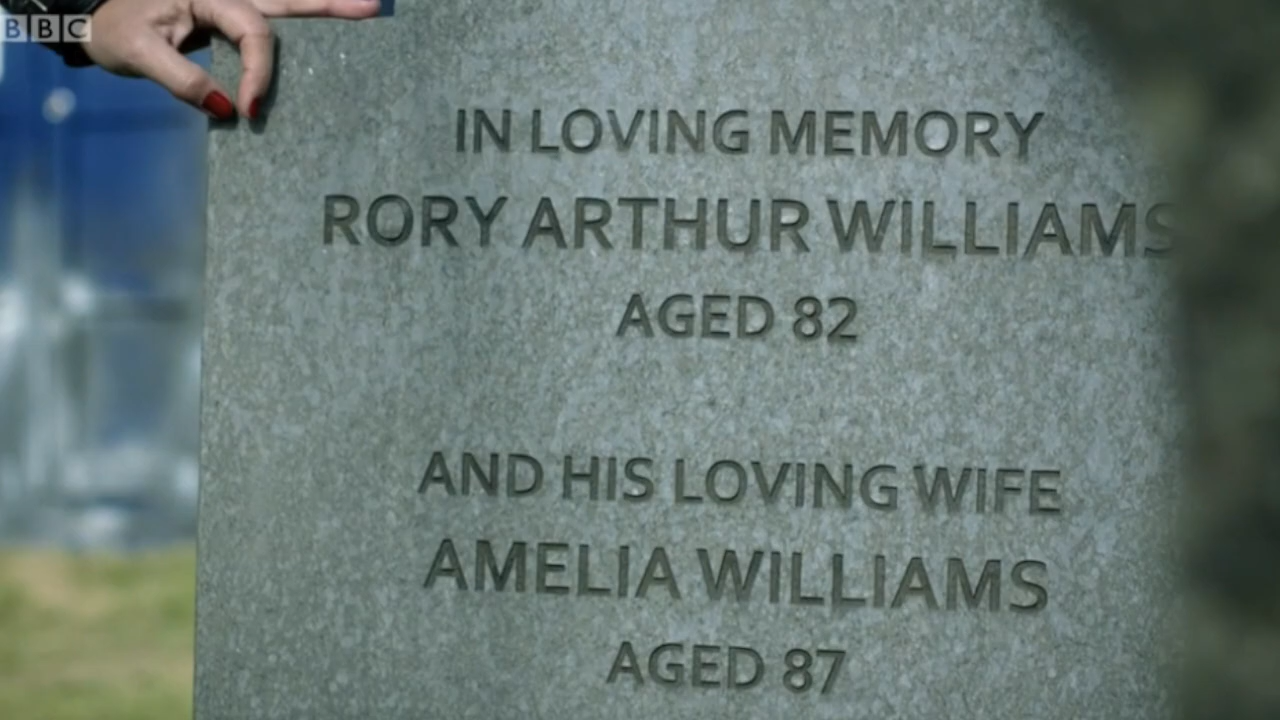 BBC
IN LOVING MEMORY
RORY ARTHUR WILLIAMS
AGED 82
AND HIS LOVING WIFE
AMELIA WILLIAMS
AGED 87